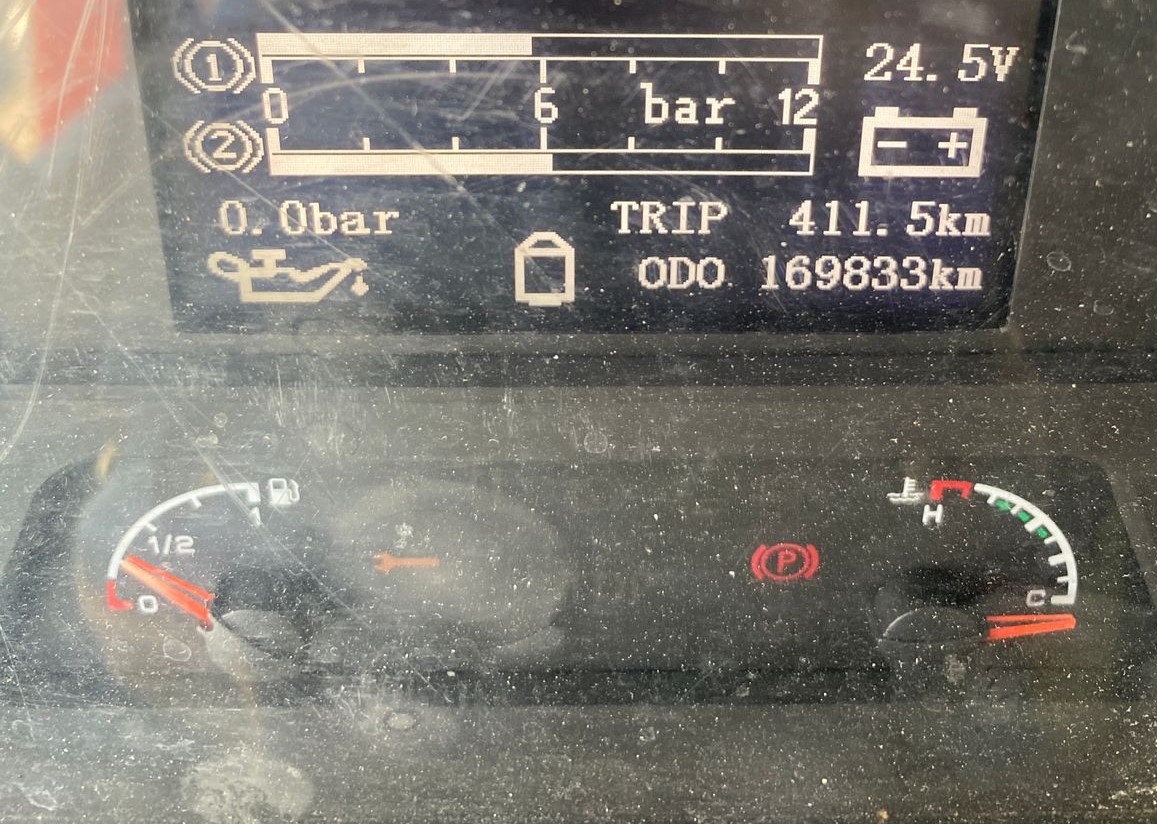 1 24.5V
0 6 bar 12
2 - +
0.0bar TRIP 411.5km
ODO 169833km
1 H
1/2
P
0 C